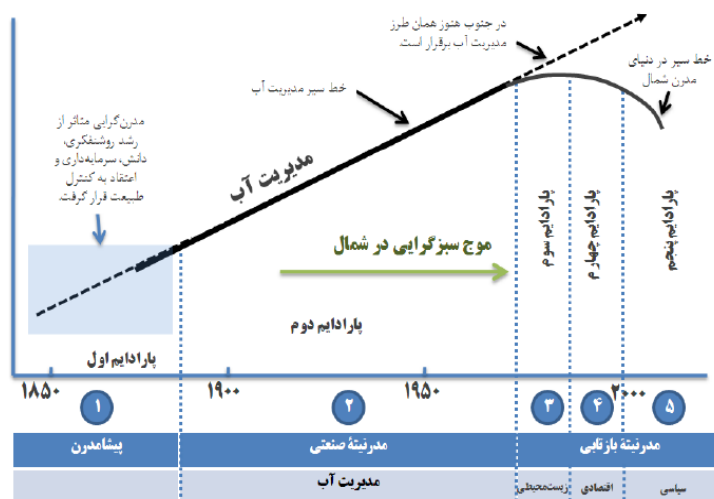 در جنوب هنوز همان طرز
مدیریت آب برقرار است.
خط سیر در دنیای
مدرن شمال
خط سیر مدیریت آب
مدرن‌گرایی متاثر از
رشد روشنفکری،
دانش، سرمایه‌داری و
اعتقاد به کنترل
طبیعت قرار گرفت.
مدیریت آب
موج سبزگرایی در شمال
پارادایم اول
پارادایم دوم
پارادایم سوم
پارادایم چهارم
پارادایم پنجم
۱۸۵۰
۱۹۰۰
۱۹۵۰
۲۰۰۰
۱
۲
۳
۴
۵
پیشامدرن
مدرنیتهٔ صنعتی
مدرنیتهٔ بازتابی
مدیریت آب
زیست‌محیطی
اقتصادی
سیاسی